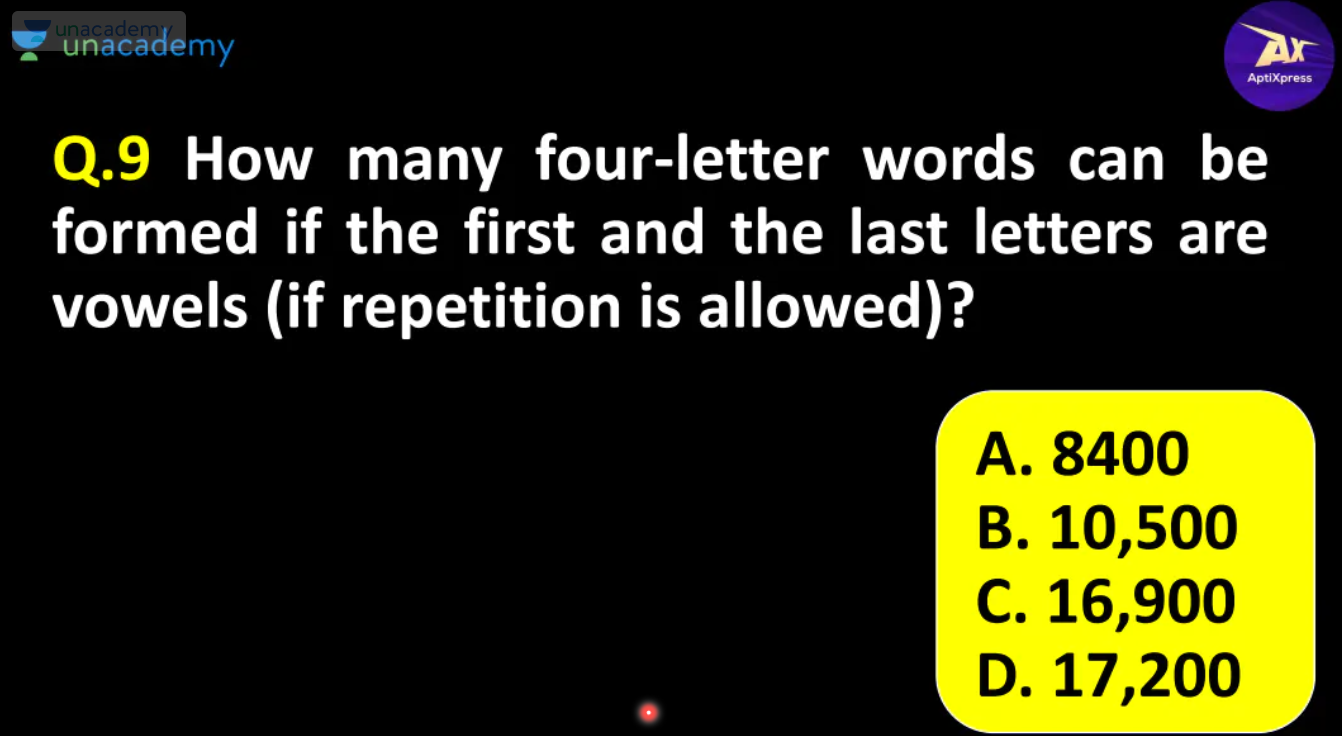 unacademy
unacademy
AX
AptiXpress
Q.9 How many four-letter words can be
formed if the first and the last letters are
vowels (if repetition is allowed)?
A. 8400
B. 10,500
C. 16,900
D. 17,200